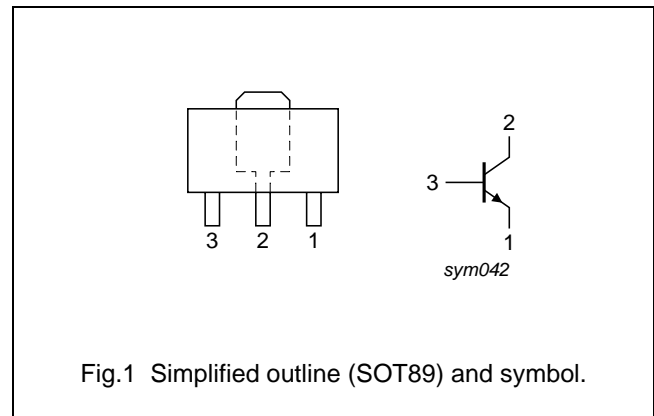 2
3
3 2 1
1
sym042
Fig.1 Simplified outline (SOT89) and symbol.